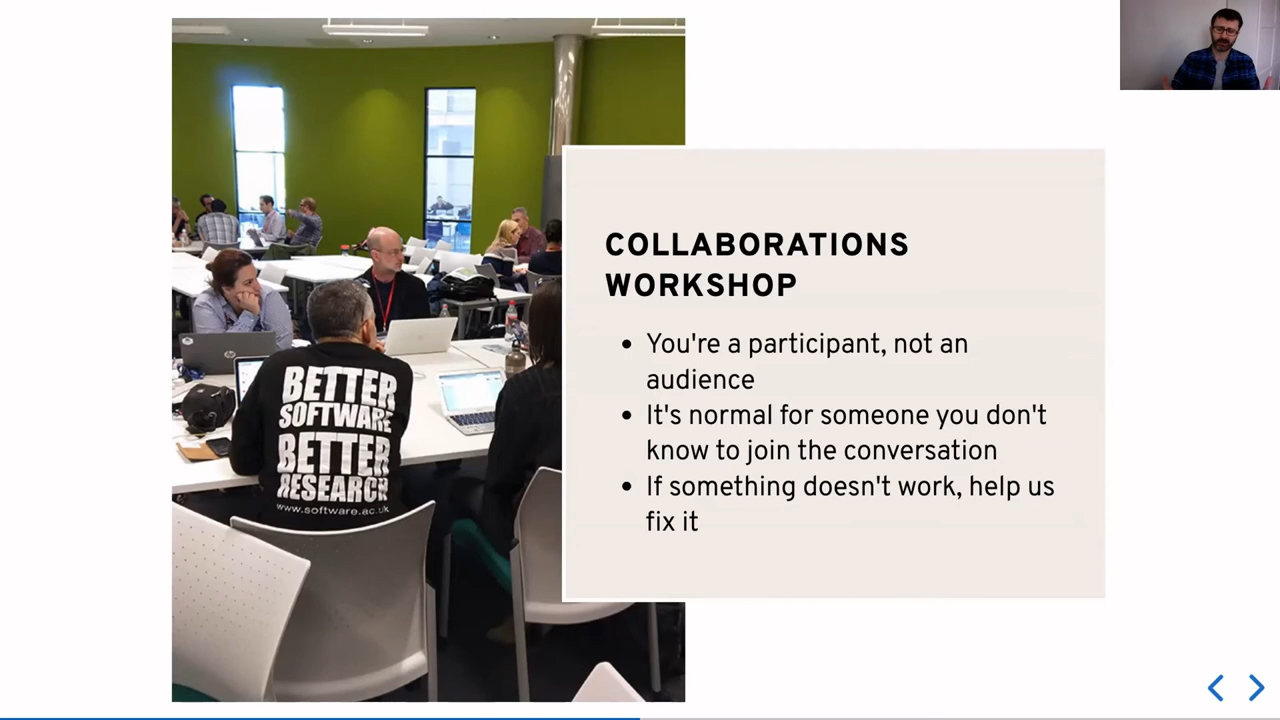 COLLABORATIONS
WORKSHOP
You're a participant, not an
audience
It's normal for someone you don't
know to join the conversation
If something doesn't work, help us
fix it
BETTER
SOFTWARE
BETTER
RESEARCH
www.software.ac.uk